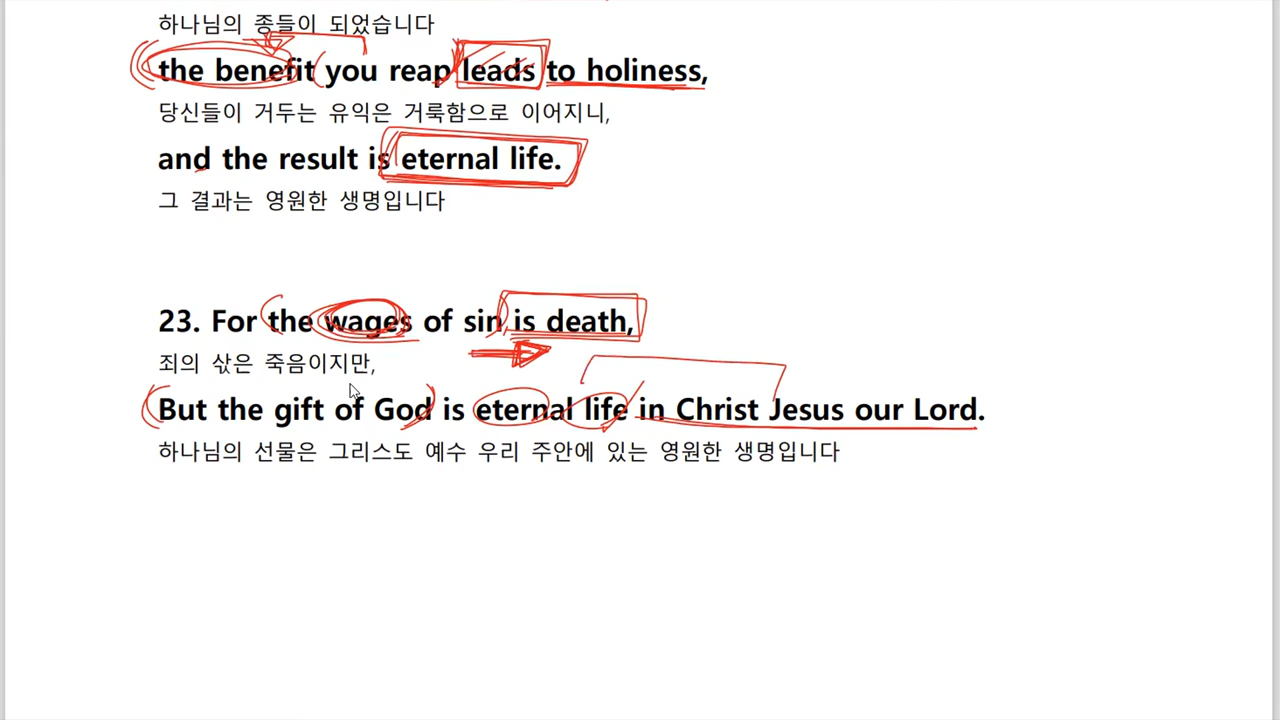 하나님의 종들이 되었습니다
the benefit you reap leads to holiness,
당신들이 거두는 유익은 거룩함으로 이어지니,
and the result is eternal life.
그 결과는 영원한 생명입니다
23. For the wages of sin is death,
죄의 삯은 죽음이지만,
But the gift of God is eternal life in Christ Jesus our Lord.
하나님의 선물은 그리스도 예수 우리 주안에 있는 영원한 생명입니다